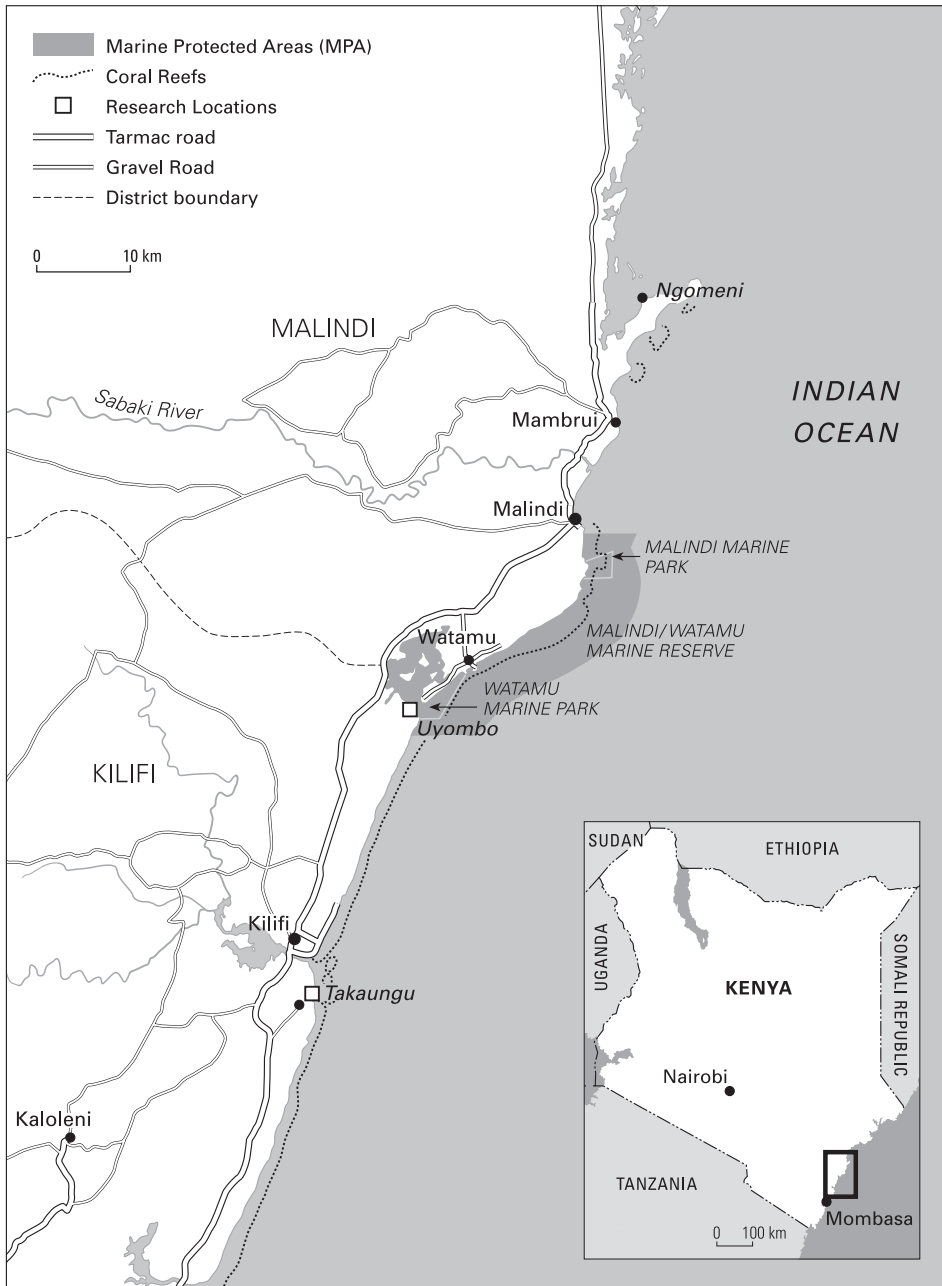 Marine Protected Areas (MPA)
Coral Reefs
Research Locations
Tarmac road
Gravel Road
District boundary
0 10 km
Ngomeni
MALINDI
Sabaki River
INDIAN
OCEAN
Mambrui
Malindi
MALINDI MARINE
PARK
MALINDI/WATAMU
MARINE RESERVE
Watamu
WATAMU
MARINE PARK
Uyombo
KILIFI
Kilifi
Takaungu
Kaloleni
SUDAN
ETHIOPIA
UGANDA
SOMALI REPUBLIC
KENYA
Nairobi
TANZANIA
Mombasa
0 100 km